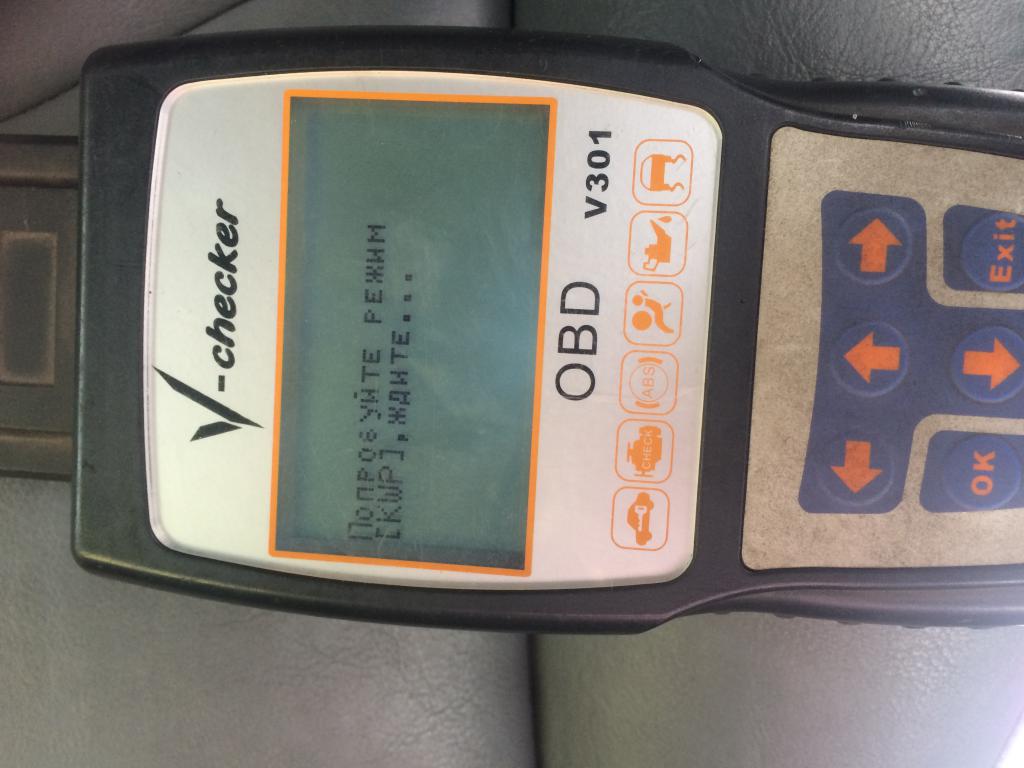 V-checker
Попробуйте режим
[KWP],ждите...
V301
OBD
CHECK
ABS
OK
Exit